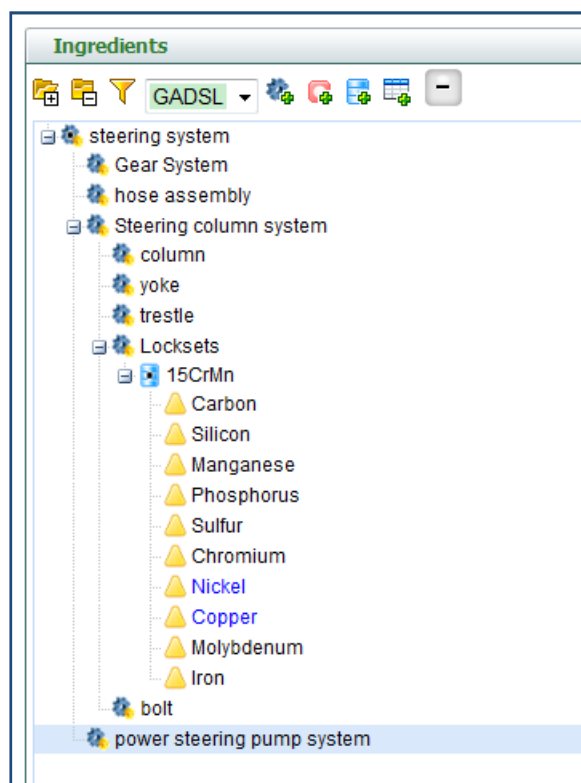 Ingredients
GADSL
steering system
Gear System
hose assembly
Steering column system
column
yoke
trestle
Locksets
15CrMn
Carbon
Silicon
Manganese
Phosphorus
Sulfur
Chromium
Nickel
Copper
Molybdenum
Iron
bolt
power steering pump system